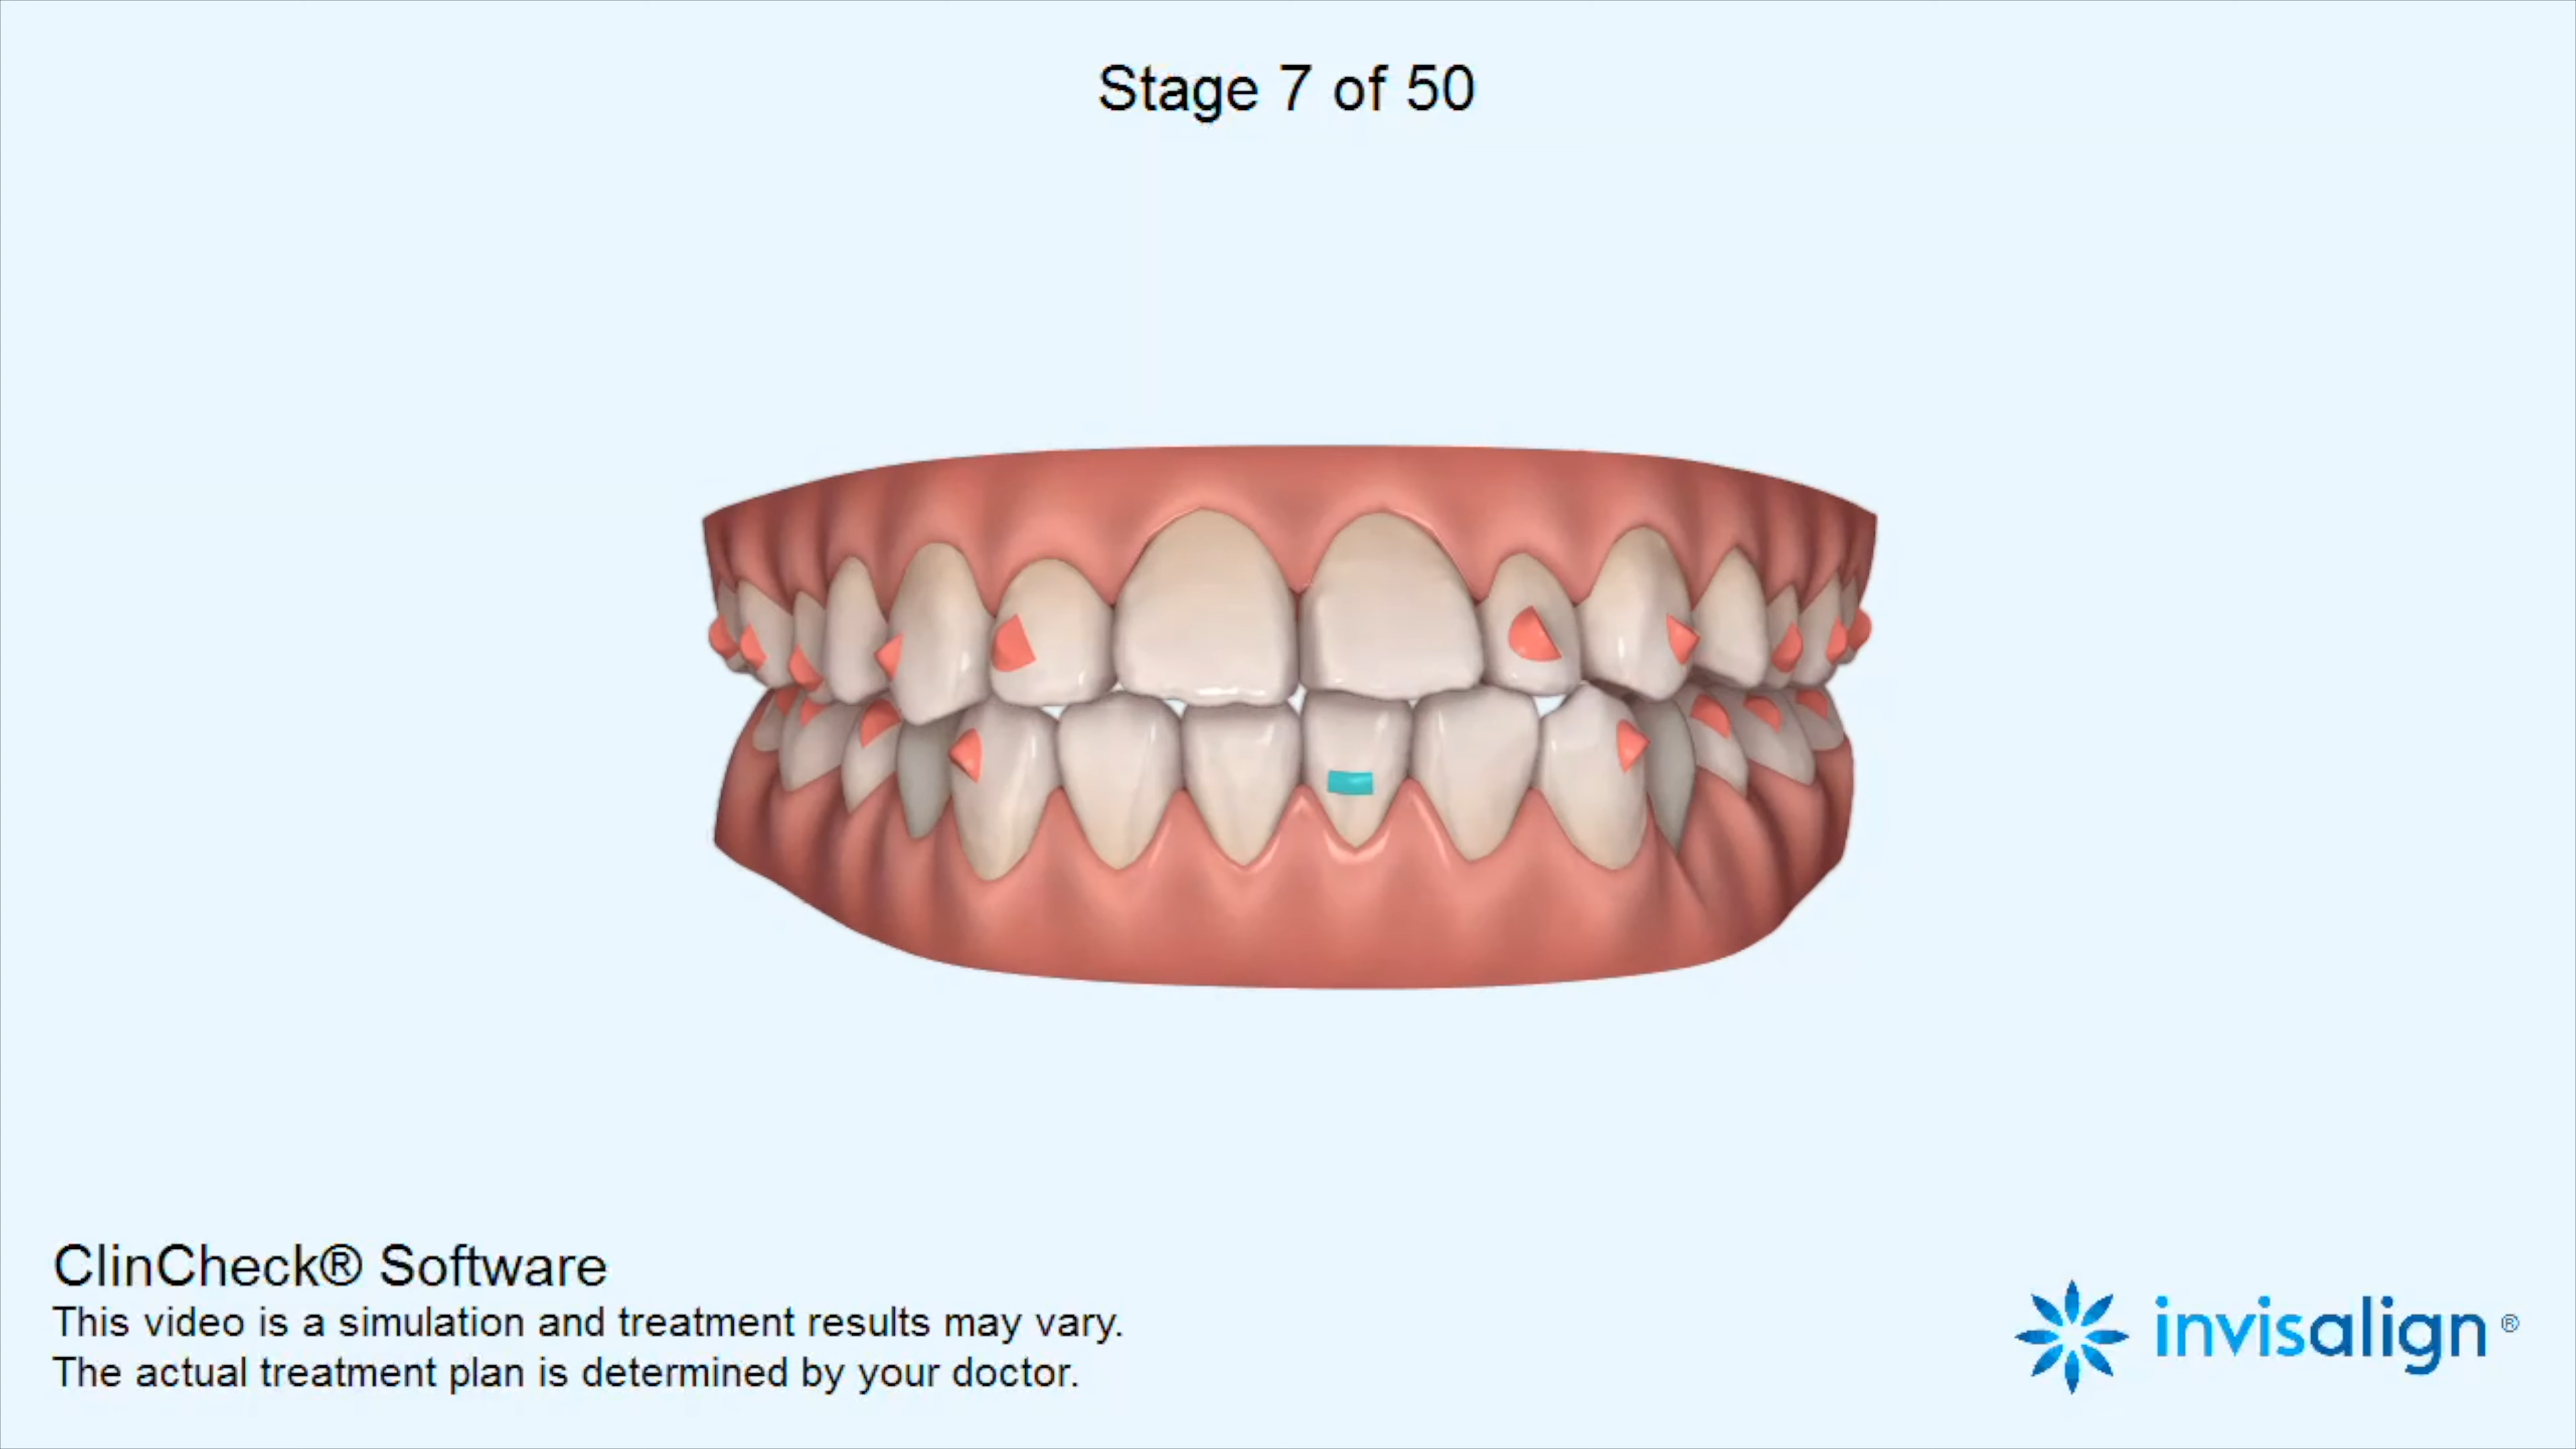 Stage 7 of 50
ClinCheck® Software
This video is a simulation and treatment results may vary.
The actual treatment plan is determined by your doctor.
invisalign®